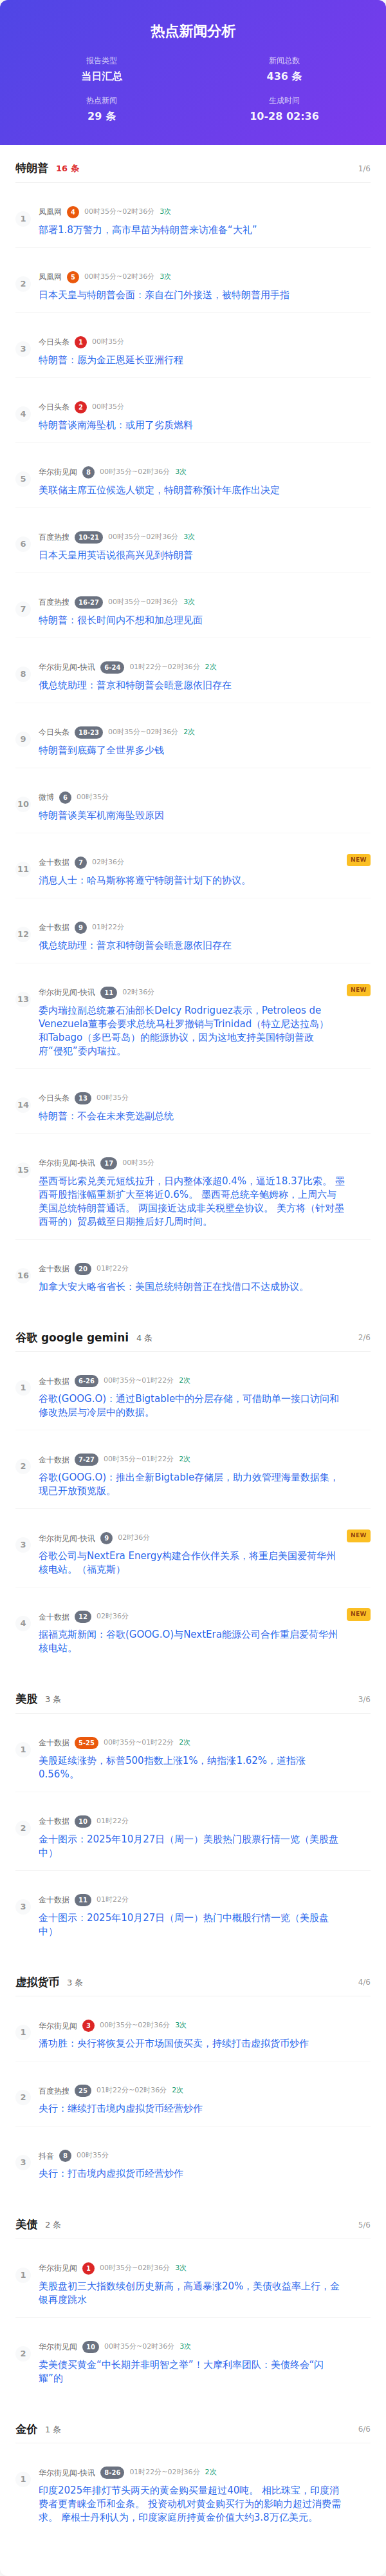 热点新闻分析
报告类型
当日汇总
新闻总数
436 条
热点新闻
29 条
生成时间
10-28 02:36
特朗普 16 条 1/6
1
凤凰网 4 00时35分~02时36分 3次
部署1.8万警力，高市早苗为特朗普来访准备“大礼”
2
凤凰网 5 00时35分~02时36分 3次
日本天皇与特朗普会面：亲自在门外接送，被特朗普用手指
3
今日头条 1 00时35分
特朗普：愿为金正恩延长亚洲行程
4
今日头条 2 00时35分
特朗普谈南海坠机：或用了劣质燃料
5
华尔街见闻 8 00时35分~02时36分 3次
美联储主席五位候选人锁定，特朗普称预计年底作出决定
6
百度热搜 10-21 00时35分~02时36分 3次
日本天皇用英语说很高兴见到特朗普
7
百度热搜 16-27 00时35分~02时36分 3次
特朗普：很长时间内不想和加总理见面
8
华尔街见闻-快讯 6-24 01时22分~02时36分 2次
俄总统助理：普京和特朗普会晤意愿依旧存在
9
今日头条 18-23 00时35分~02时36分 2次
特朗普到底薅了全世界多少钱
10
微博 6 00时35分
特朗普谈美军机南海坠毁原因
11
金十数据 7 02时36分 NEW
消息人士：哈马斯称将遵守特朗普计划下的协议。
12
金十数据 9 01时22分
俄总统助理：普京和特朗普会晤意愿依旧存在
13
华尔街见闻-快讯 11 02时36分 NEW
委内瑞拉副总统兼石油部长Delcy Rodriguez表示，Petroleos de
Venezuela董事会要求总统马杜罗撤销与Trinidad（特立尼达拉岛）
和Tabago（多巴哥岛）的能源协议，因为这地支持美国特朗普政
府“侵犯”委内瑞拉。
14
今日头条 13 00时35分
特朗普：不会在未来竞选副总统
15
华尔街见闻-快讯 17 00时35分
墨西哥比索兑美元短线拉升，日内整体涨超0.4%，逼近18.37比索。 墨
西哥股指涨幅重新扩大至将近0.6%。 墨西哥总统辛鲍姆称，上周六与
美国总统特朗普通话。 两国接近达成非关税壁垒协议。 美方将（针对墨
西哥的）贸易截至日期推后好几周时间。
16
金十数据 20 01时22分
加拿大安大略省省长：美国总统特朗普正在找借口不达成协议。
谷歌 google gemini 4 条 2/6
1
金十数据 6-26 00时35分~01时22分 2次
谷歌(GOOG.O)：通过Bigtable中的分层存储，可借助单一接口访问和
修改热层与冷层中的数据。
2
金十数据 7-27 00时35分~01时22分 2次
谷歌(GOOG.O)：推出全新Bigtable存储层，助力效管理海量数据集，
现已开放预览版。
3
华尔街见闻-快讯 9 02时36分 NEW
谷歌公司与NextEra Energy构建合作伙伴关系，将重启美国爱荷华州
核电站。（福克斯）
4
金十数据 12 02时36分 NEW
据福克斯新闻：谷歌(GOOG.O)与NextEra能源公司合作重启爱荷华州
核电站。
美股 3 条 3/6
1
金十数据 5-25 00时35分~01时22分 2次
美股延续涨势，标普500指数上涨1%，纳指涨1.62%，道指涨
0.56%。
2
金十数据 10 01时22分
金十图示：2025年10月27日（周一）美股热门股票行情一览（美股盘
中）
3
金十数据 11 01时22分
金十图示：2025年10月27日（周一）热门中概股行情一览（美股盘
中）
虚拟货币 3 条 4/6
1
华尔街见闻 3 00时35分~02时36分 3次
潘功胜：央行将恢复公开市场国债买卖，持续打击虚拟货币炒作
2
百度热搜 25 01时22分~02时36分 2次
央行：继续打击境内虚拟货币经营炒作
3
抖音 8 00时35分
央行：打击境内虚拟货币经营炒作
美债 2 条 5/6
1
华尔街见闻 1 00时35分~02时36分 3次
美股盘初三大指数续创历史新高，高通暴涨20%，美债收益率上行，金
银再度跳水
2
华尔街见闻 10 00时35分~02时36分 3次
卖美债买黄金“中长期并非明智之举”！大摩利率团队：美债终会“闪
耀”的
金价 1 条 6/6
1
华尔街见闻-快讯 8-26 01时22分~02时36分 2次
印度2025年排灯节头两天的黄金购买量超过40吨。 相比珠宝，印度消
费者更青睐金币和金条。 投资动机对黄金购买行为的影响力超过消费需
求。 摩根士丹利认为，印度家庭所持黄金价值大约3.8万亿美元。